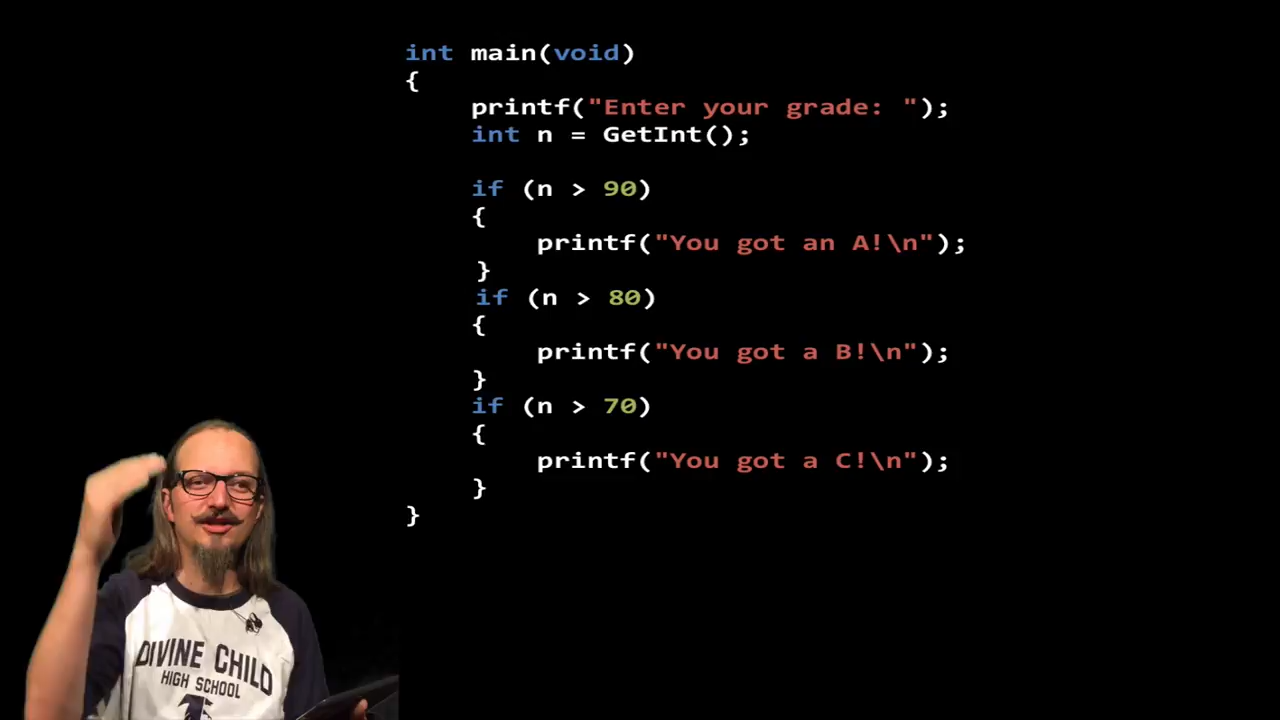 int main(void)
{
printf("Enter your grade: ");
int n = GetInt();
if (n > 90)
{
printf("You got an A!\n");
}
if (n > 80)
{
printf("You got a B!\n");
}
if (n > 70)
{
printf("You got a C!\n");
}
}
DIVINE CHILD
HIGH SCHOOL